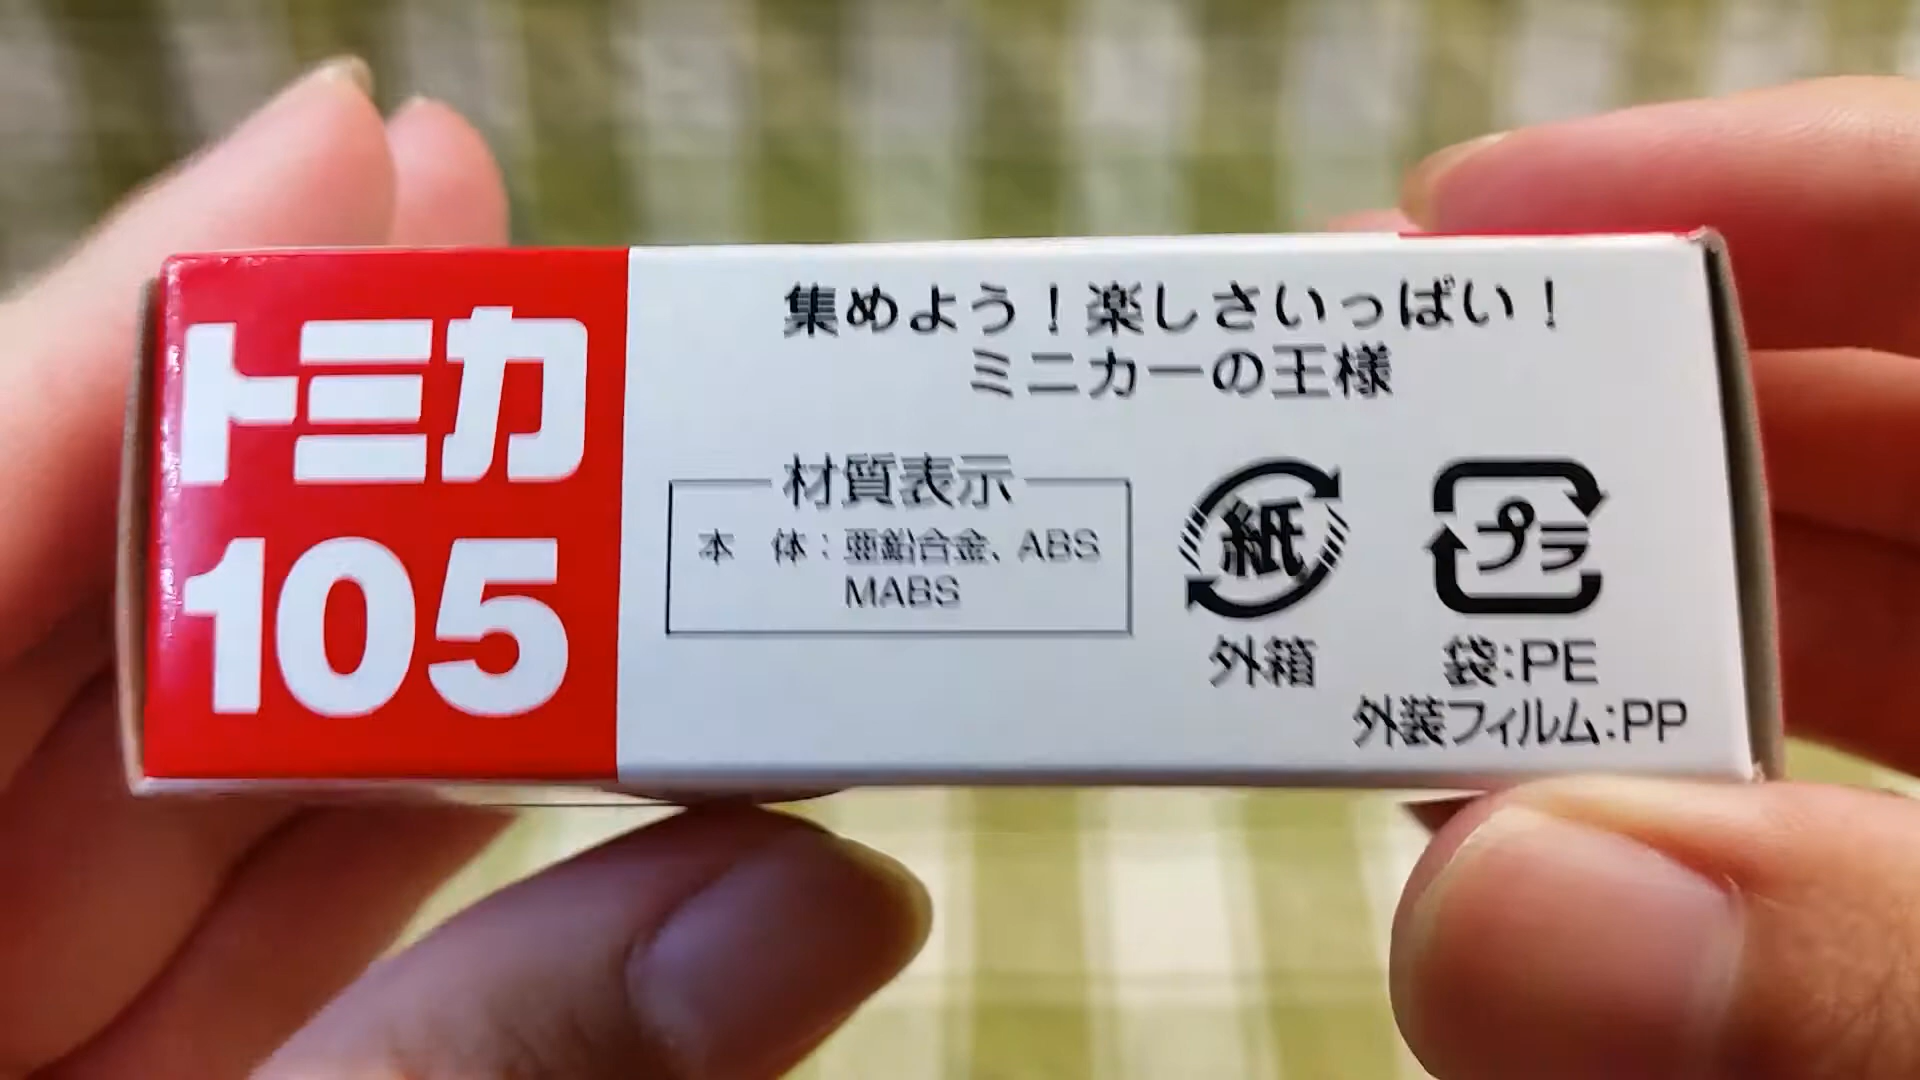 トミカ
105
集めよう！楽しさいっぱい！
ミニカーの王様
材質表示
本　体：亜鉛合金、ABS
MABS
紙
外箱
プラ
袋：PE
外装フィルム：PP